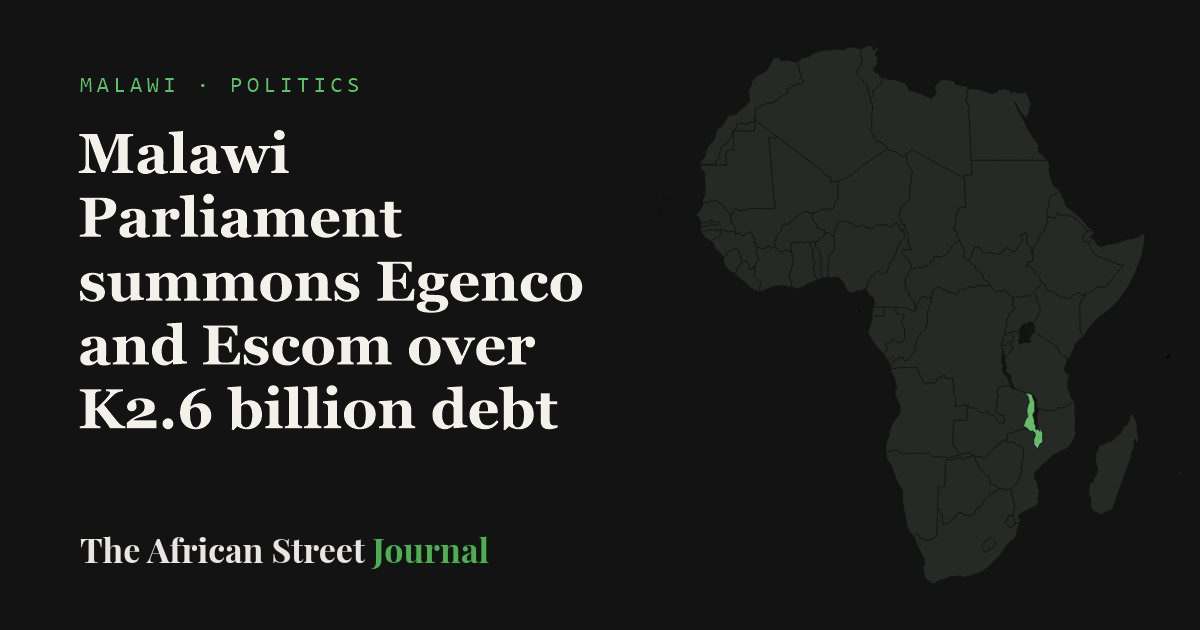 MALAWI · POLITICS
Malawi
Parliament
summons Egenco
and Escom over
K2.6 billion debt
The African Street Journal